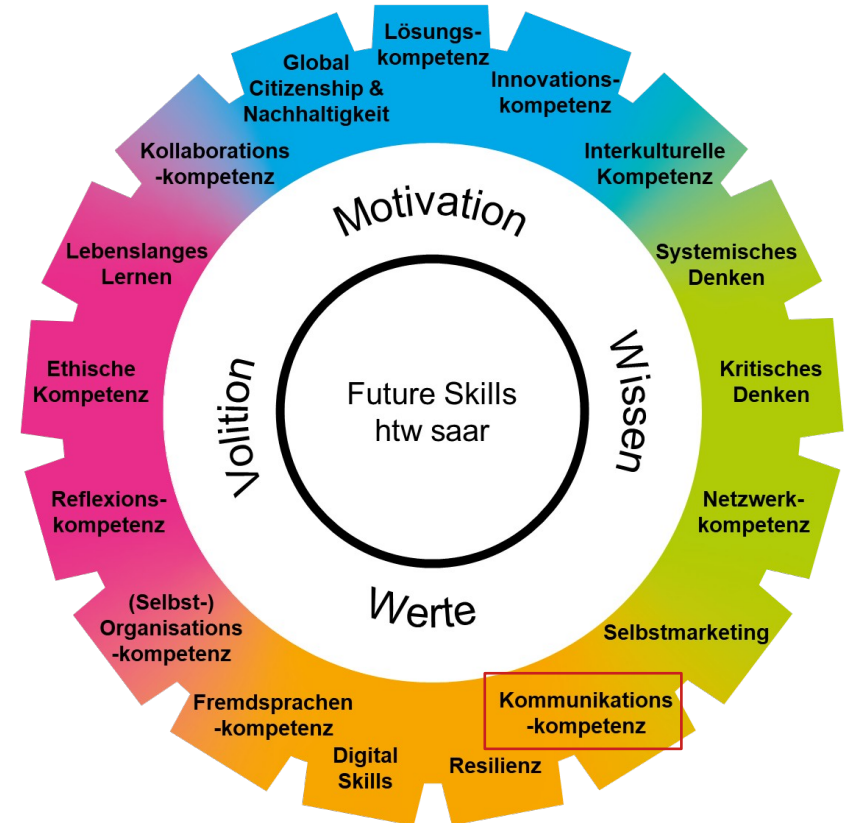 Lösungs-
kompetenz
Innovations-
kompetenz
Interkulturelle
Kompetenz
Systemisches
Denken
Kritisches
Denken
Netzwerk-
kompetenz
Selbstmarketing
Kommunikations
-kompetenz
Resilienz
Digital
Skills
Fremdsprachen
-kompetenz
(Selbst-)
Organisations
-kompetenz
Reflexions-
kompetenz
Ethische
Kompetenz
Lebenslanges
Lernen
Kollaborations
-kompetenz
Global
Citizenship &
Nachhaltigkeit
Motivation
Wissen
Werte
Volition
Future Skills
htw saar